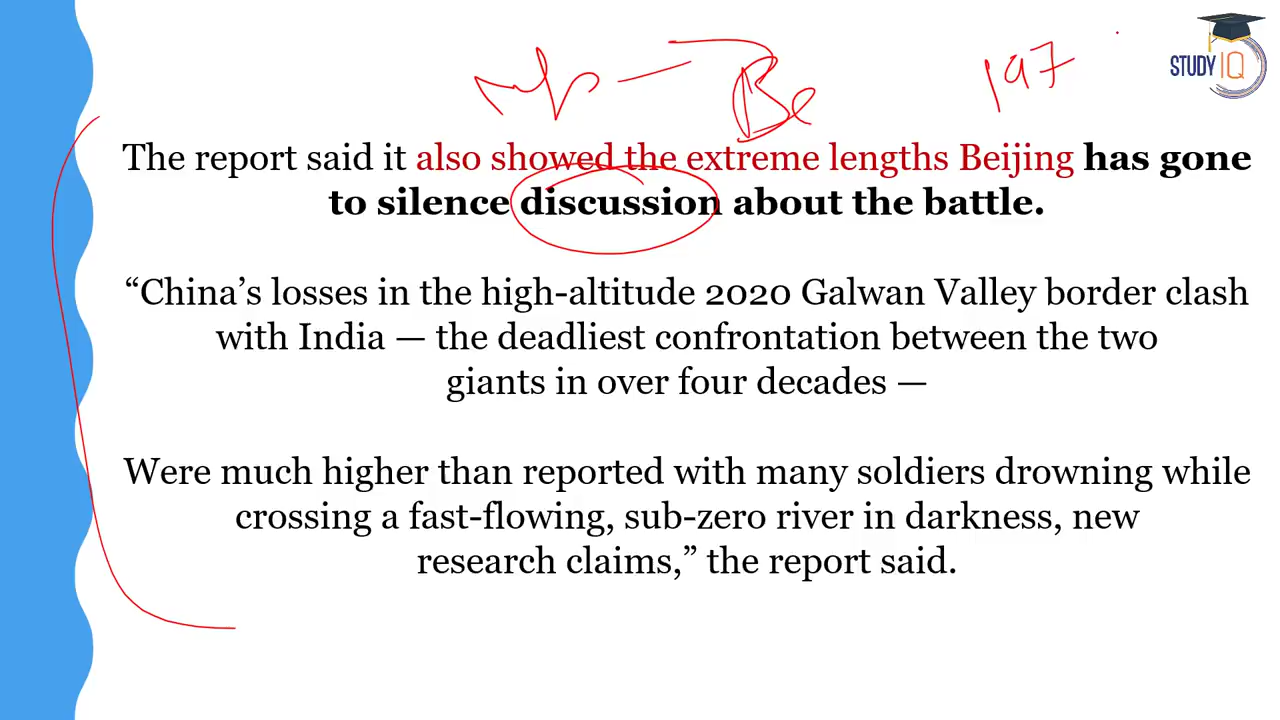 STUDY IQ
197
Be
The report said it also showed the extreme lengths Beijing has gone
to silence discussion about the battle.
“China’s losses in the high-altitude 2020 Galwan Valley border clash
with India — the deadliest confrontation between the two
giants in over four decades —
Were much higher than reported with many soldiers drowning while
crossing a fast-flowing, sub-zero river in darkness, new
research claims,” the report said.